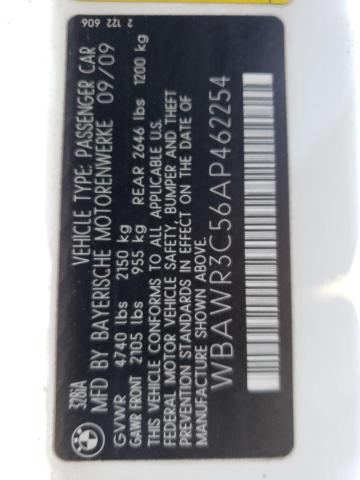 2 122 606
328iA VEHICLE TYPE: PASSENGER CAR
MFD BY BAYERISCHE MOTORENWERKE 09/09
GVWR 4740 lbs 2150 kg
GAWR FRONT 2105 lbs 955 kg REAR 2646 lbs 1200 kg
THIS VEHICLE CONFORMS TO ALL APPLICABLE U.S.
FEDERAL MOTOR VEHICLE SAFETY, BUMPER AND THEFT
PREVENTION STANDARDS IN EFFECT ON THE DATE OF
MANUFACTURE SHOWN ABOVE.
WBAWR3C56AP462254